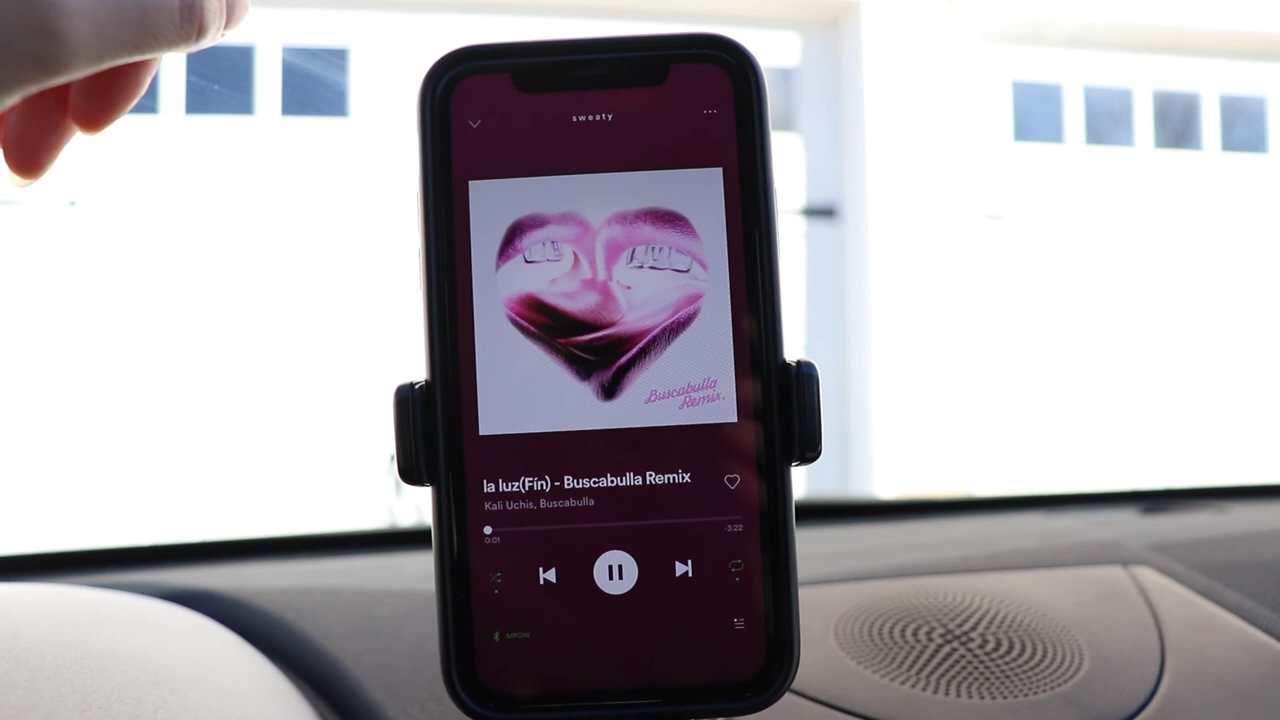 sweaty
Buscabulla
Remix.
la luz(Fín) - Buscabulla Remix
Kali Uchis, Buscabulla
0:01
-3:22
MPOW